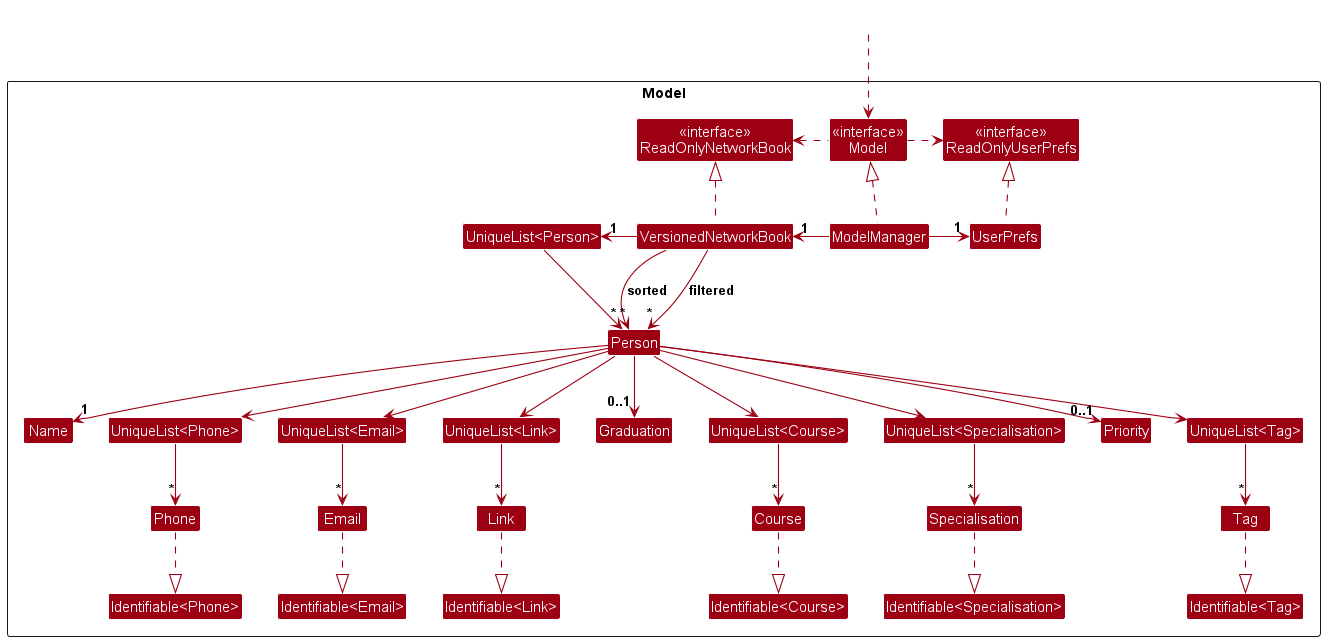 Model
«interface»
ReadOnlyNetworkBook
«interface»
Model
«interface»
ReadOnlyUserPrefs
UniqueList<Person>
1
VersionedNetworkBook
1
ModelManager
1
UserPrefs
sorted
filtered
*
*
*
Person
1
0..1
0..1
Name
UniqueList<Phone>
UniqueList<Email>
UniqueList<Link>
Graduation
UniqueList<Course>
UniqueList<Specialisation>
Priority
UniqueList<Tag>
*
*
*
*
*
*
Phone
Email
Link
Course
Specialisation
Tag
Identifiable<Phone>
Identifiable<Email>
Identifiable<Link>
Identifiable<Course>
Identifiable<Specialisation>
Identifiable<Tag>